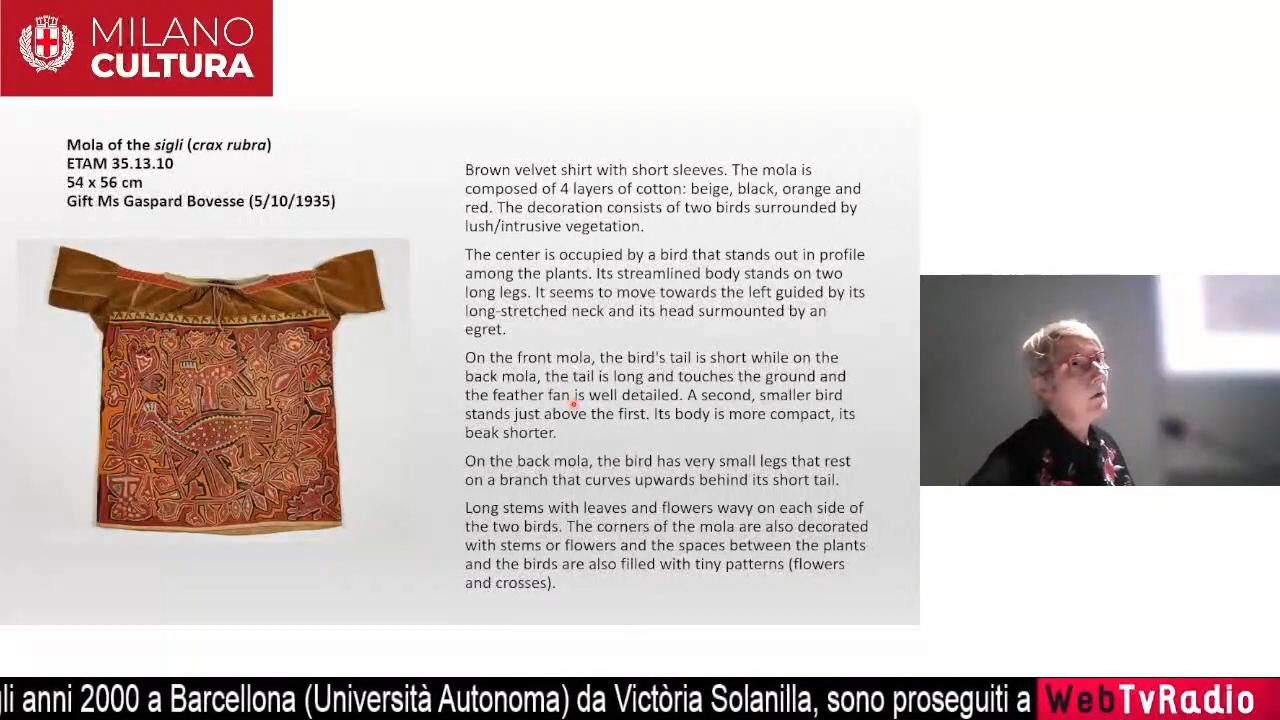 MILANO
CULTURA
Mola of the sigli (crax rubra)
ETAM 35.13.10
54 x 56 cm
Gift Ms Gaspard Bovesse (5/10/1935)
Brown velvet shirt with short sleeves. The mola is
composed of 4 layers of cotton: beige, black, orange and
red. The decoration consists of two birds surrounded by
lush/intrusive vegetation.
The center is occupied by a bird that stands out in profile
among the plants. Its streamlined body stands on two
long legs. It seems to move towards the left guided by its
long-stretched neck and its head surmounted by an
egret.
On the front mola, the bird's tail is short while on the
back mola, the tail is long and touches the ground and
the feather fan is well detailed. A second, smaller bird
stands just above the first. Its body is more compact, its
beak shorter.
On the back mola, the bird has very small legs that rest
on a branch that curves upwards behind its short tail.
Long stems with leaves and flowers wavy on each side of
the two birds. The corners of the mola are also decorated
with stems or flowers and the spaces between the plants
and the birds are also filled with tiny patterns (flowers
and crosses).
gli anni 2000 a Barcellona (Università Autonoma) da Victòria Solanilla, sono proseguiti a
WebTvRadio